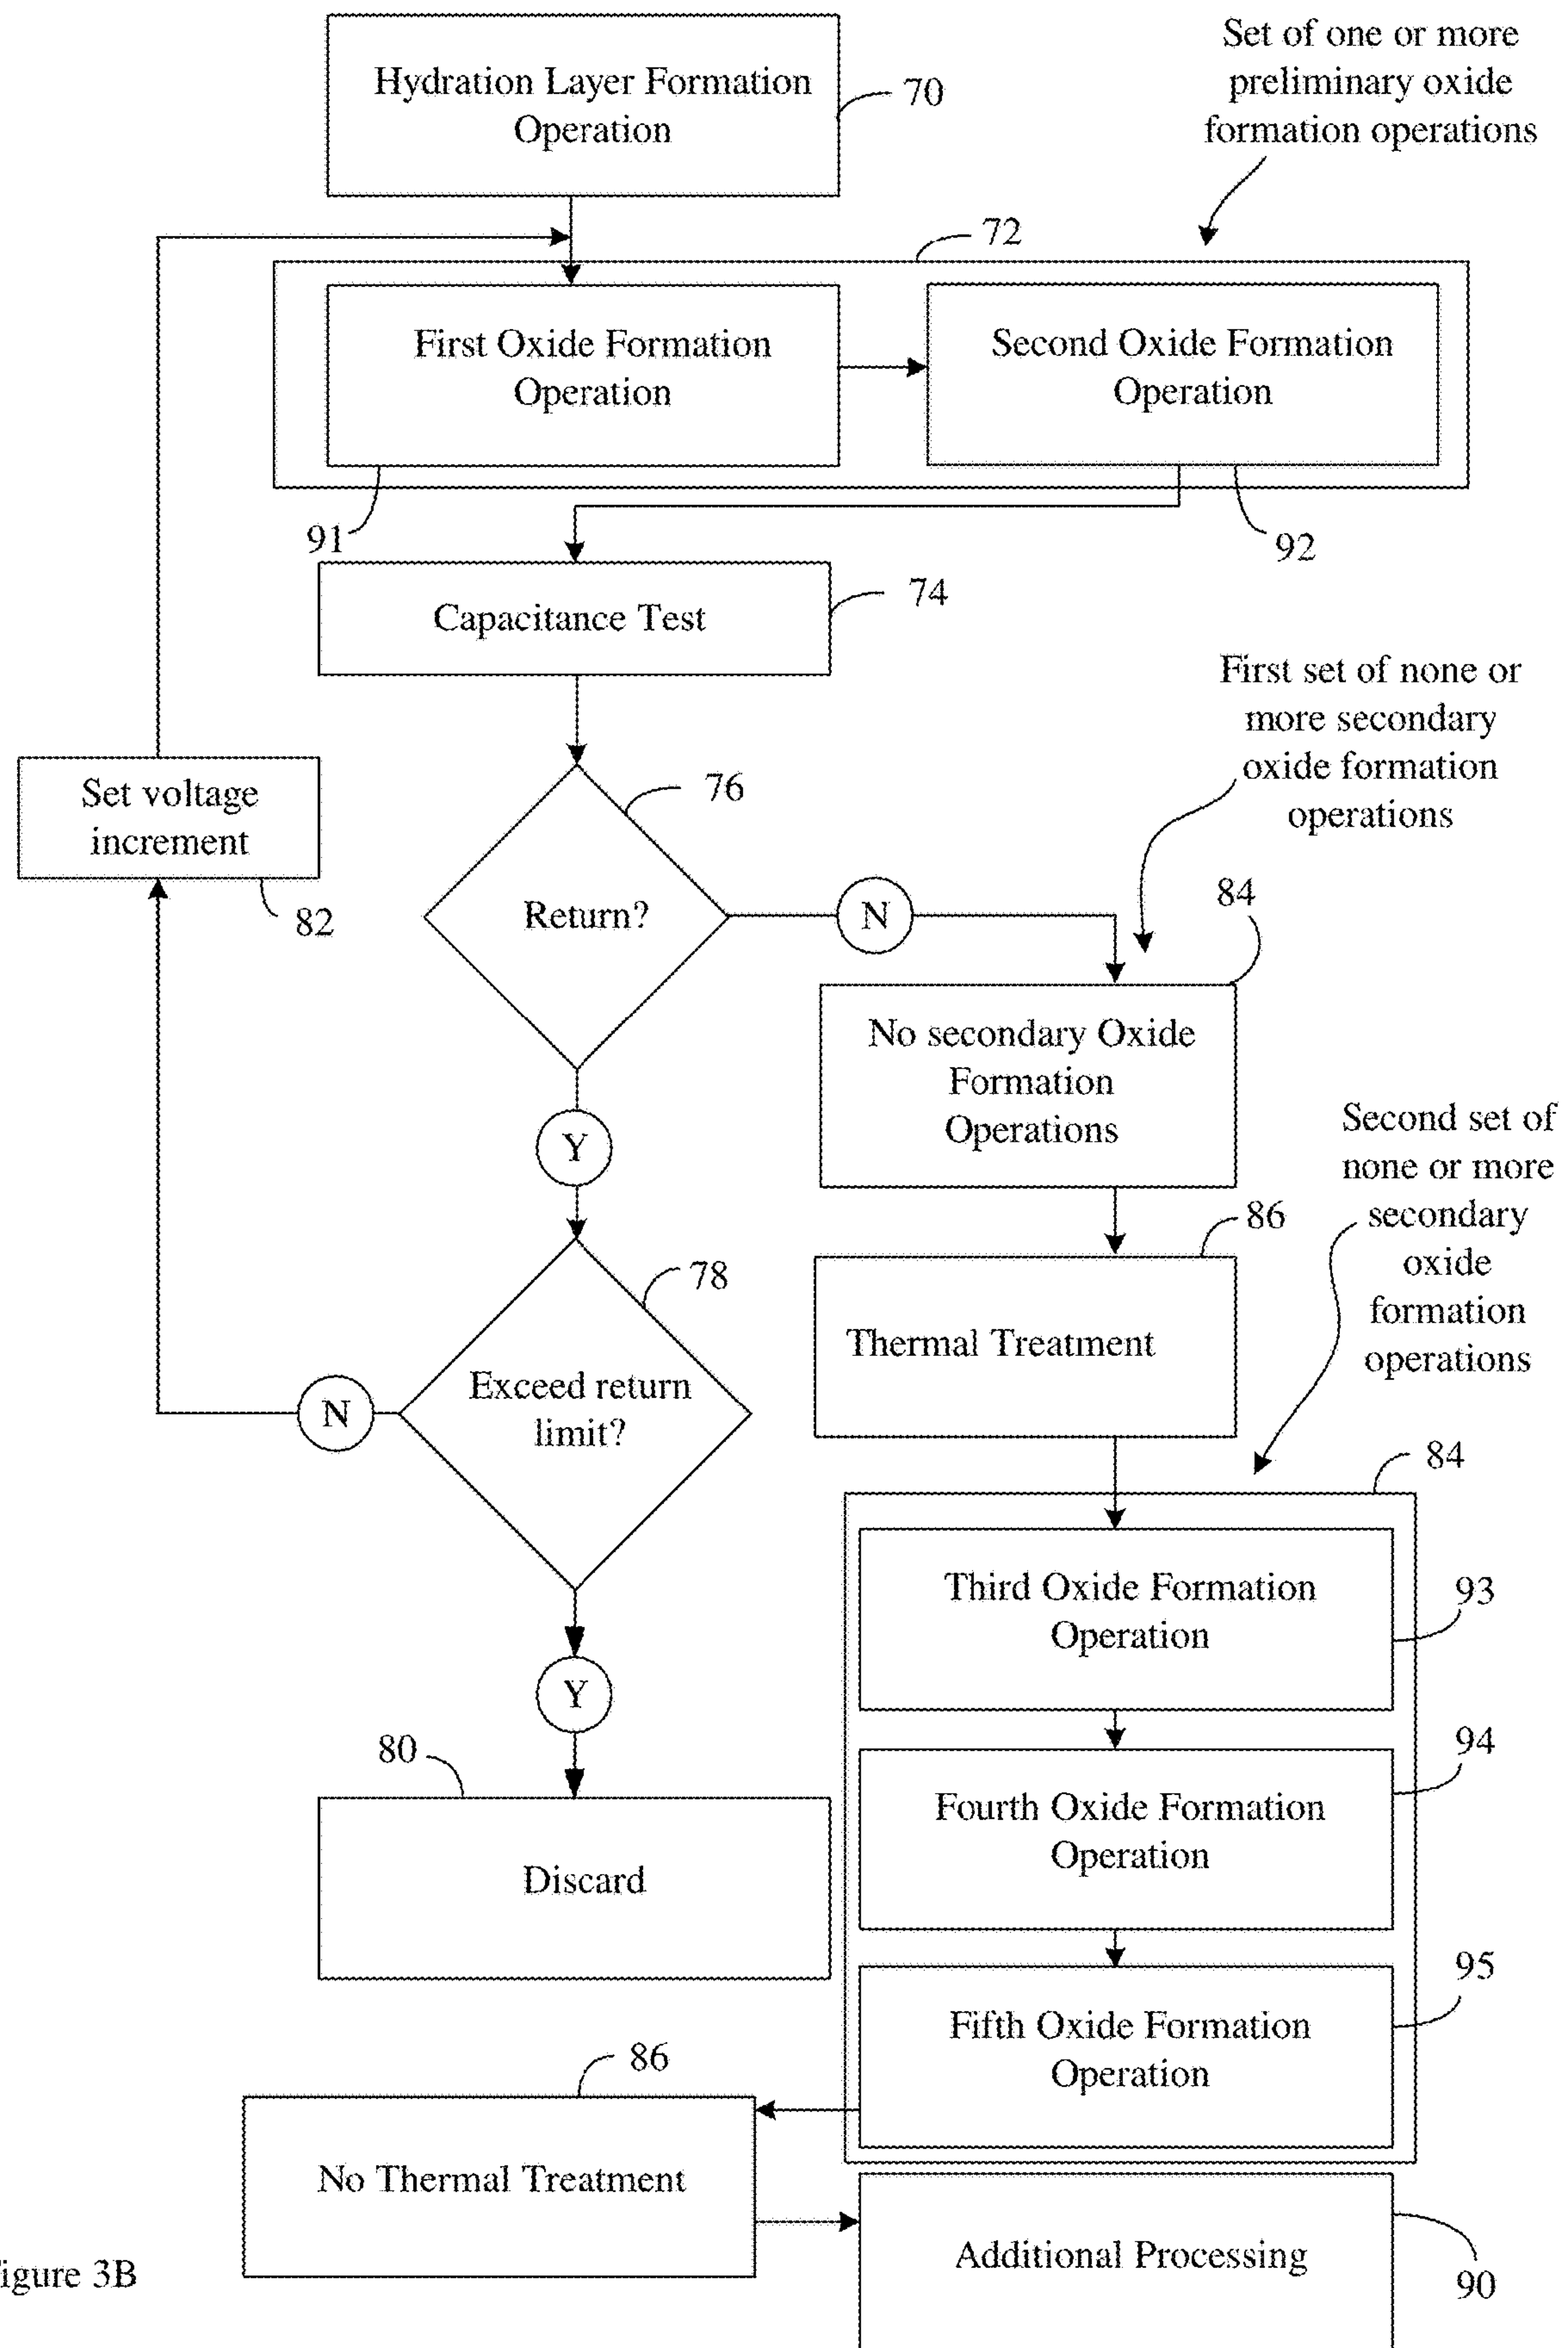 Hydration Layer Formation
Operation
70
Set of one or more
preliminary oxide
formation operations
72
First Oxide Formation
Operation
Second Oxide Formation
Operation
91
92
Capacitance Test
74
First set of none or
more secondary
oxide formation
operations
Set voltage
increment
82
76
Return?
N
84
No secondary Oxide
Formation
Operations
Y
Second set of
none or more
secondary
oxide
formation
operations
86
Thermal Treatment
78
Exceed return
limit?
N
84
Third Oxide Formation
Operation
93
Y
80
Discard
Fourth Oxide Formation
Operation
94
Fifth Oxide Formation
Operation
95
86
No Thermal Treatment
Additional Processing
90
igure 3B